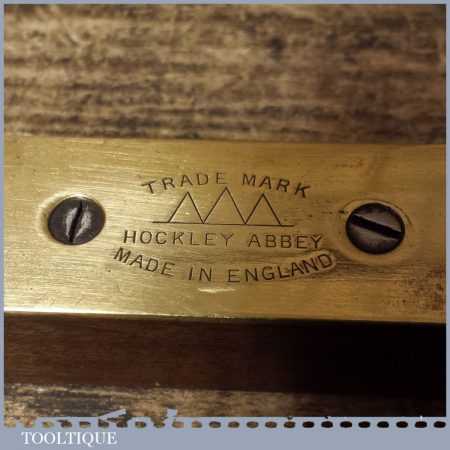 TRADE MARK
HOCKLEY ABBEY
MADE IN ENGLAND
TOOLTIQUE